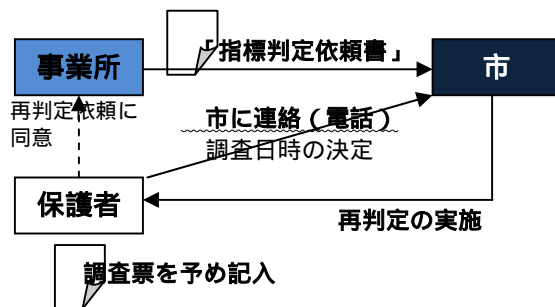 「指標判定依頼書」
事業所
市
再判定依頼に
同意
市に連絡（電話）
調査日時の決定
保護者
再判定の実施
調査票を予め記入